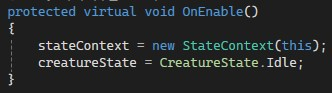 protected virtual void OnEnable()
{
    stateContext = new StateContext(this);
    creatureState = CreatureState.Idle;
}